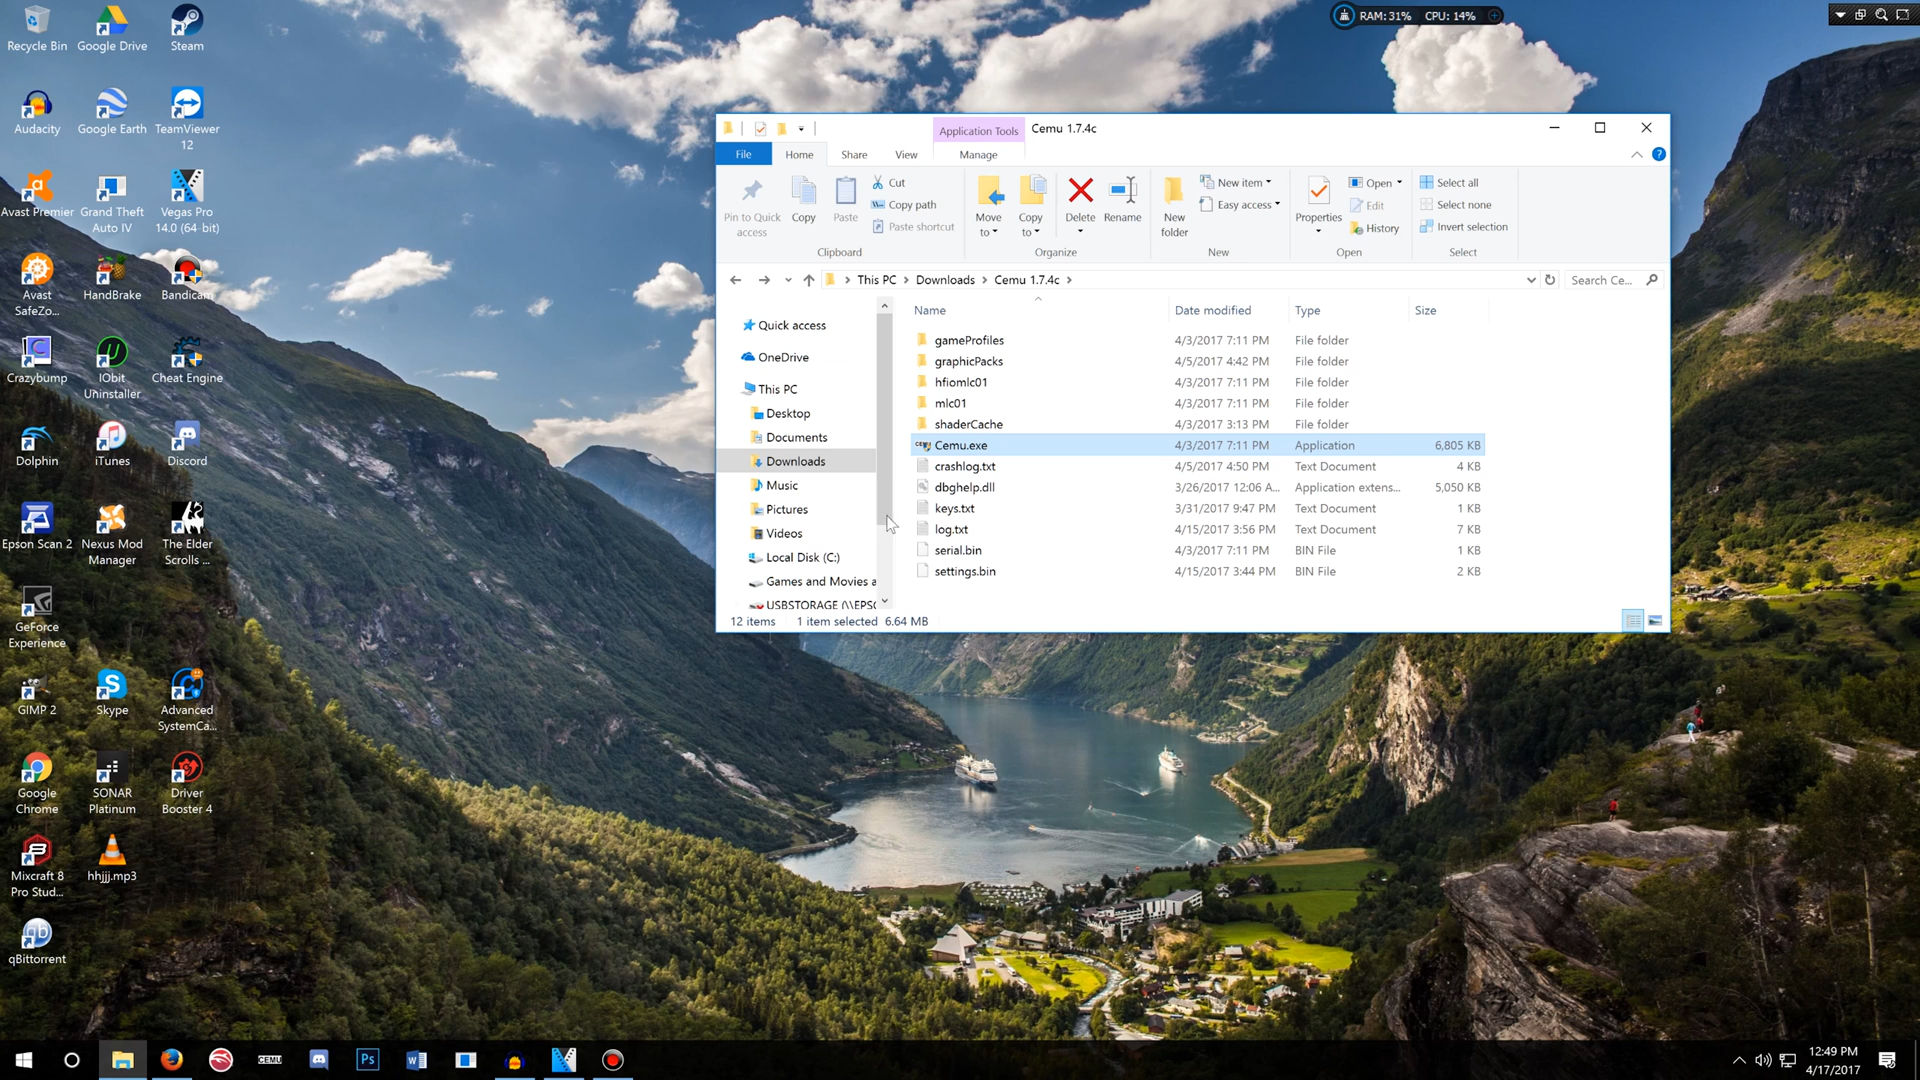 RAM: 31% CPU: 14%
Recycle Bin
Google Drive
Steam
Audacity
Google Earth
TeamViewer
12
Avast Premier
Grand Theft
Auto IV
Vegas Pro
14.0 (64-bit)
Avast
SafeZo...
HandBrake
Bandicam
Crazybump
IObit
Uninstaller
Cheat Engine
Dolphin
iTunes
Discord
Epson Scan 2
Nexus Mod
Manager
The Elder
Scrolls ...
GeForce
Experience
GIMP 2
Skype
Advanced
SystemCa...
Google
Chrome
SONAR
Platinum
Driver
Booster 4
Mixcraft 8
Pro Stud...
hhjjj.mp3
qBittorrent
Application Tools
Cemu 1.7.4c
File
Home
Share
View
Manage
Pin to Quick
access
Copy
Paste
Cut
Copy path
Paste shortcut
Clipboard
Move
to
Copy
to
Delete
Rename
Organize
New
folder
New item
Easy access
New
Properties
Open
Edit
History
Open
Select all
Select none
Invert selection
Select
This PC
Downloads
Cemu 1.7.4c
Search Ce...
Quick access
OneDrive
This PC
Desktop
Documents
Downloads
Music
Pictures
Videos
Local Disk (C:)
Games and Movies a
USBSTORAGE (\\EPSC
Name Date modified Type Size
gameProfiles 4/3/2017 7:11 PM File folder
graphicPacks 4/5/2017 4:42 PM File folder
hfiomlc01 4/3/2017 7:11 PM File folder
mlc01 4/3/2017 7:11 PM File folder
shaderCache 4/3/2017 3:13 PM File folder
Cemu.exe 4/3/2017 7:11 PM Application 6,805 KB
crashlog.txt 4/5/2017 4:50 PM Text Document 4 KB
dbghelp.dll 3/26/2017 12:06 A... Application extens... 5,050 KB
keys.txt 3/31/2017 9:47 PM Text Document 1 KB
log.txt 4/15/2017 3:56 PM Text Document 7 KB
serial.bin 4/3/2017 7:11 PM BIN File 1 KB
settings.bin 4/15/2017 3:44 PM BIN File 2 KB
12 items 1 item selected 6.64 MB
CEMU
Ps
12:49 PM
4/17/2017